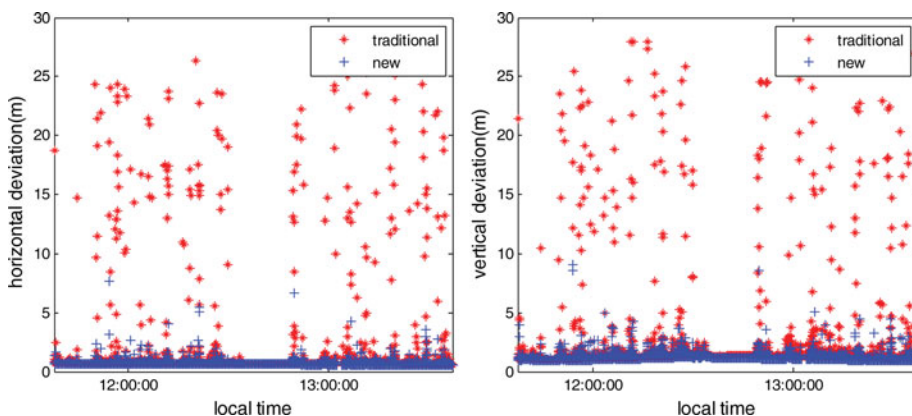 30
25
20
15
10
5
0
horizontal deviation(m)
traditional
new
12:00:00
13:00:00
local time
30
25
20
15
10
5
0
vertical deviation(m)
traditional
new
12:00:00
13:00:00
local time